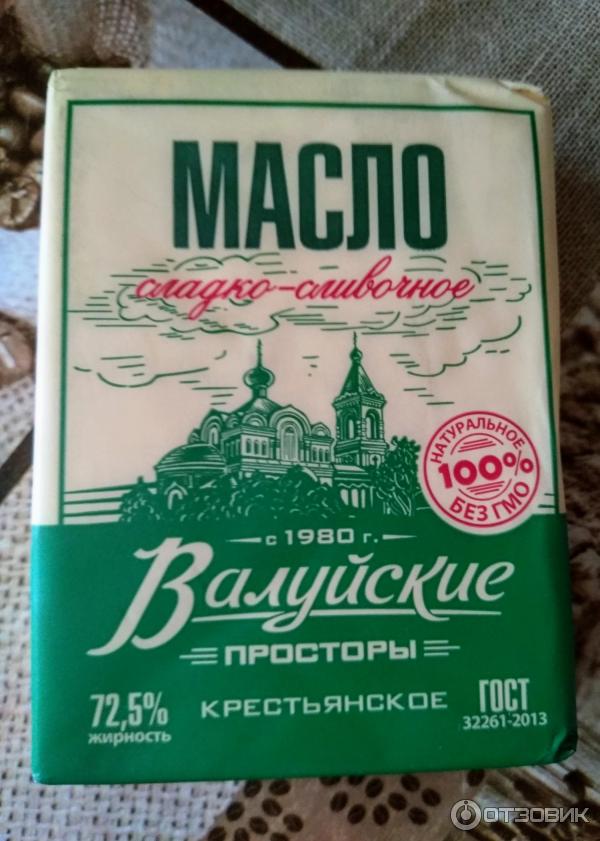 МАСЛО
сладко-сливочное
НАТУРАЛЬНОЕ
100%
БЕЗ ГМО
с 1980 г.
Валуйские
ПРОСТОРЫ
72,5%
жирность
КРЕСТЬЯНСКОЕ
ГОСТ
32261-2013
ОТЗОВИК